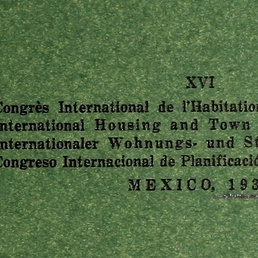 XVI
Congrès International de l'Habitation
International Housing and Town
Internationaler Wohnungs- und St
Congreso Internacional de Planificació
MEXICO, 193